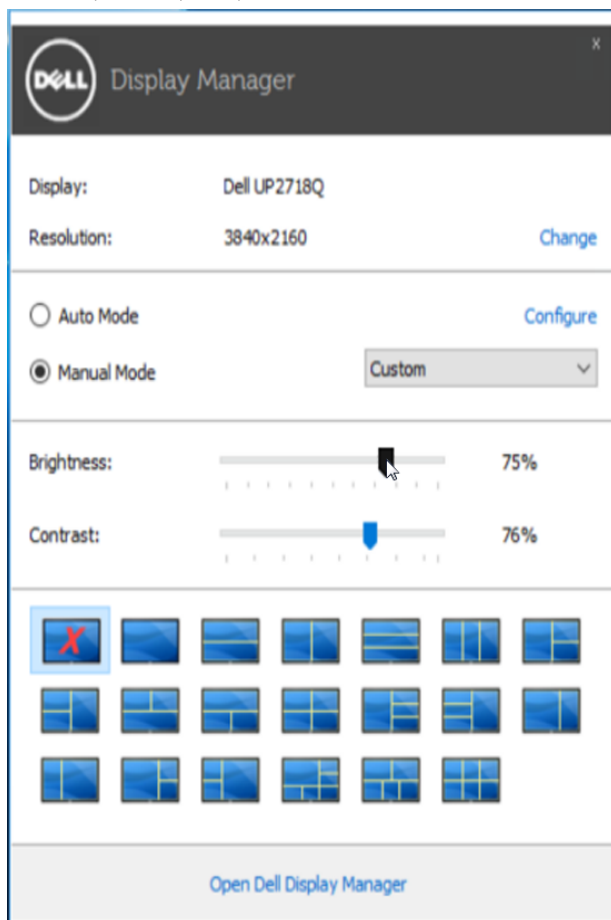 DELL Display Manager x
Display: Dell UP2718Q
Resolution: 3840x2160 Change
Auto Mode Configure
Manual Mode Custom
Brightness: 75%
Contrast: 76%
Open Dell Display Manager